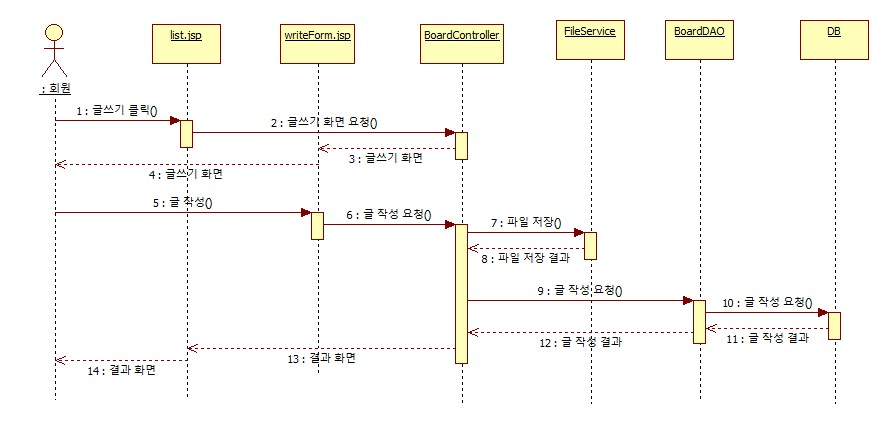 list.jsp
writeForm.jsp
BoardController
FileService
BoardDAO
DB
: 회원
1 : 글쓰기 클릭()
2 : 글쓰기 화면 요청()
3 : 글쓰기 화면
4 : 글쓰기 화면
5 : 글 작성()
6 : 글 작성 요청()
7 : 파일 저장()
8 : 파일 저장 결과
9 : 글 작성 요청()
10 : 글 작성 요청()
11 : 글 작성 결과
12 : 글 작성 결과
13 : 결과 화면
14 : 결과 화면